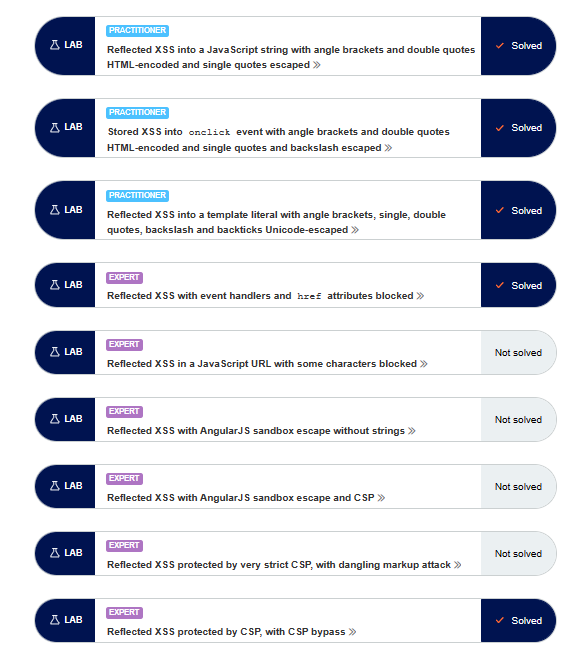 PRACTITIONER
LAB
Reflected XSS into a JavaScript string with angle brackets and double quotes
HTML-encoded and single quotes escaped
Solved
PRACTITIONER
LAB
Stored XSS into onclick event with angle brackets and double quotes
HTML-encoded and single quotes and backslash escaped
Solved
PRACTITIONER
LAB
Reflected XSS into a template literal with angle brackets, single, double
quotes, backslash and backticks Unicode-escaped
Solved
EXPERT
LAB
Reflected XSS with event handlers and href attributes blocked
Solved
EXPERT
LAB
Reflected XSS in a JavaScript URL with some characters blocked
Not solved
EXPERT
LAB
Reflected XSS with AngularJS sandbox escape without strings
Not solved
EXPERT
LAB
Reflected XSS with AngularJS sandbox escape and CSP
Not solved
EXPERT
LAB
Reflected XSS protected by very strict CSP, with dangling markup attack
Not solved
EXPERT
LAB
Reflected XSS protected by CSP, with CSP bypass
Solved